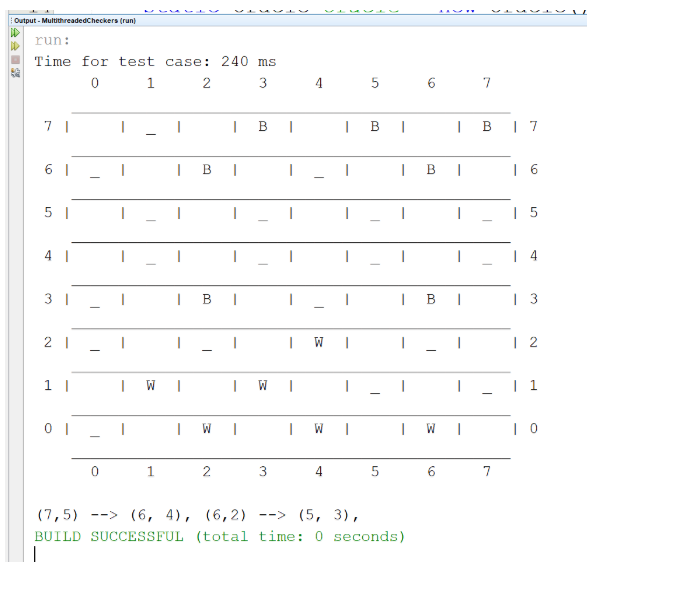 Output - MultithreadedCheckers (run)
run:
Time for test case: 240 ms
0 1 2 3 4 5 6 7
7 | | _ | | B | | B | | B | 7
6 | _ | | B | | _ | | B | | 6
5 | | _ | | _ | | _ | | _ | 5
4 | | _ | | _ | | _ | | _ | 4
3 | _ | | B | | _ | | B | | 3
2 | _ | | _ | | W | | _ | | 2
1 | | W | | W | | _ | | _ | 1
0 | _ | | W | | W | | W | | 0
0 1 2 3 4 5 6 7
(7,5) --> (6, 4), (6,2) --> (5, 3),
BUILD SUCCESSFUL (total time: 0 seconds)